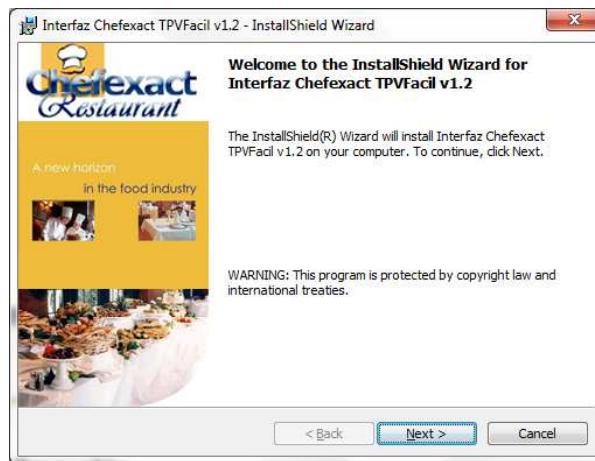 Interfaz Chefexact TPVFacil v1.2 - InstallShield Wizard
Chefexact
Restaurant
A new horizon
in the food industry
Welcome to the InstallShield Wizard for
Interfaz Chefexact TPVFacil v1.2
The InstallShield(R) Wizard will install Interfaz Chefexact
TPVFacil v1.2 on your computer. To continue, click Next.
WARNING: This program is protected by copyright law and
international treaties.
< Back Next > Cancel